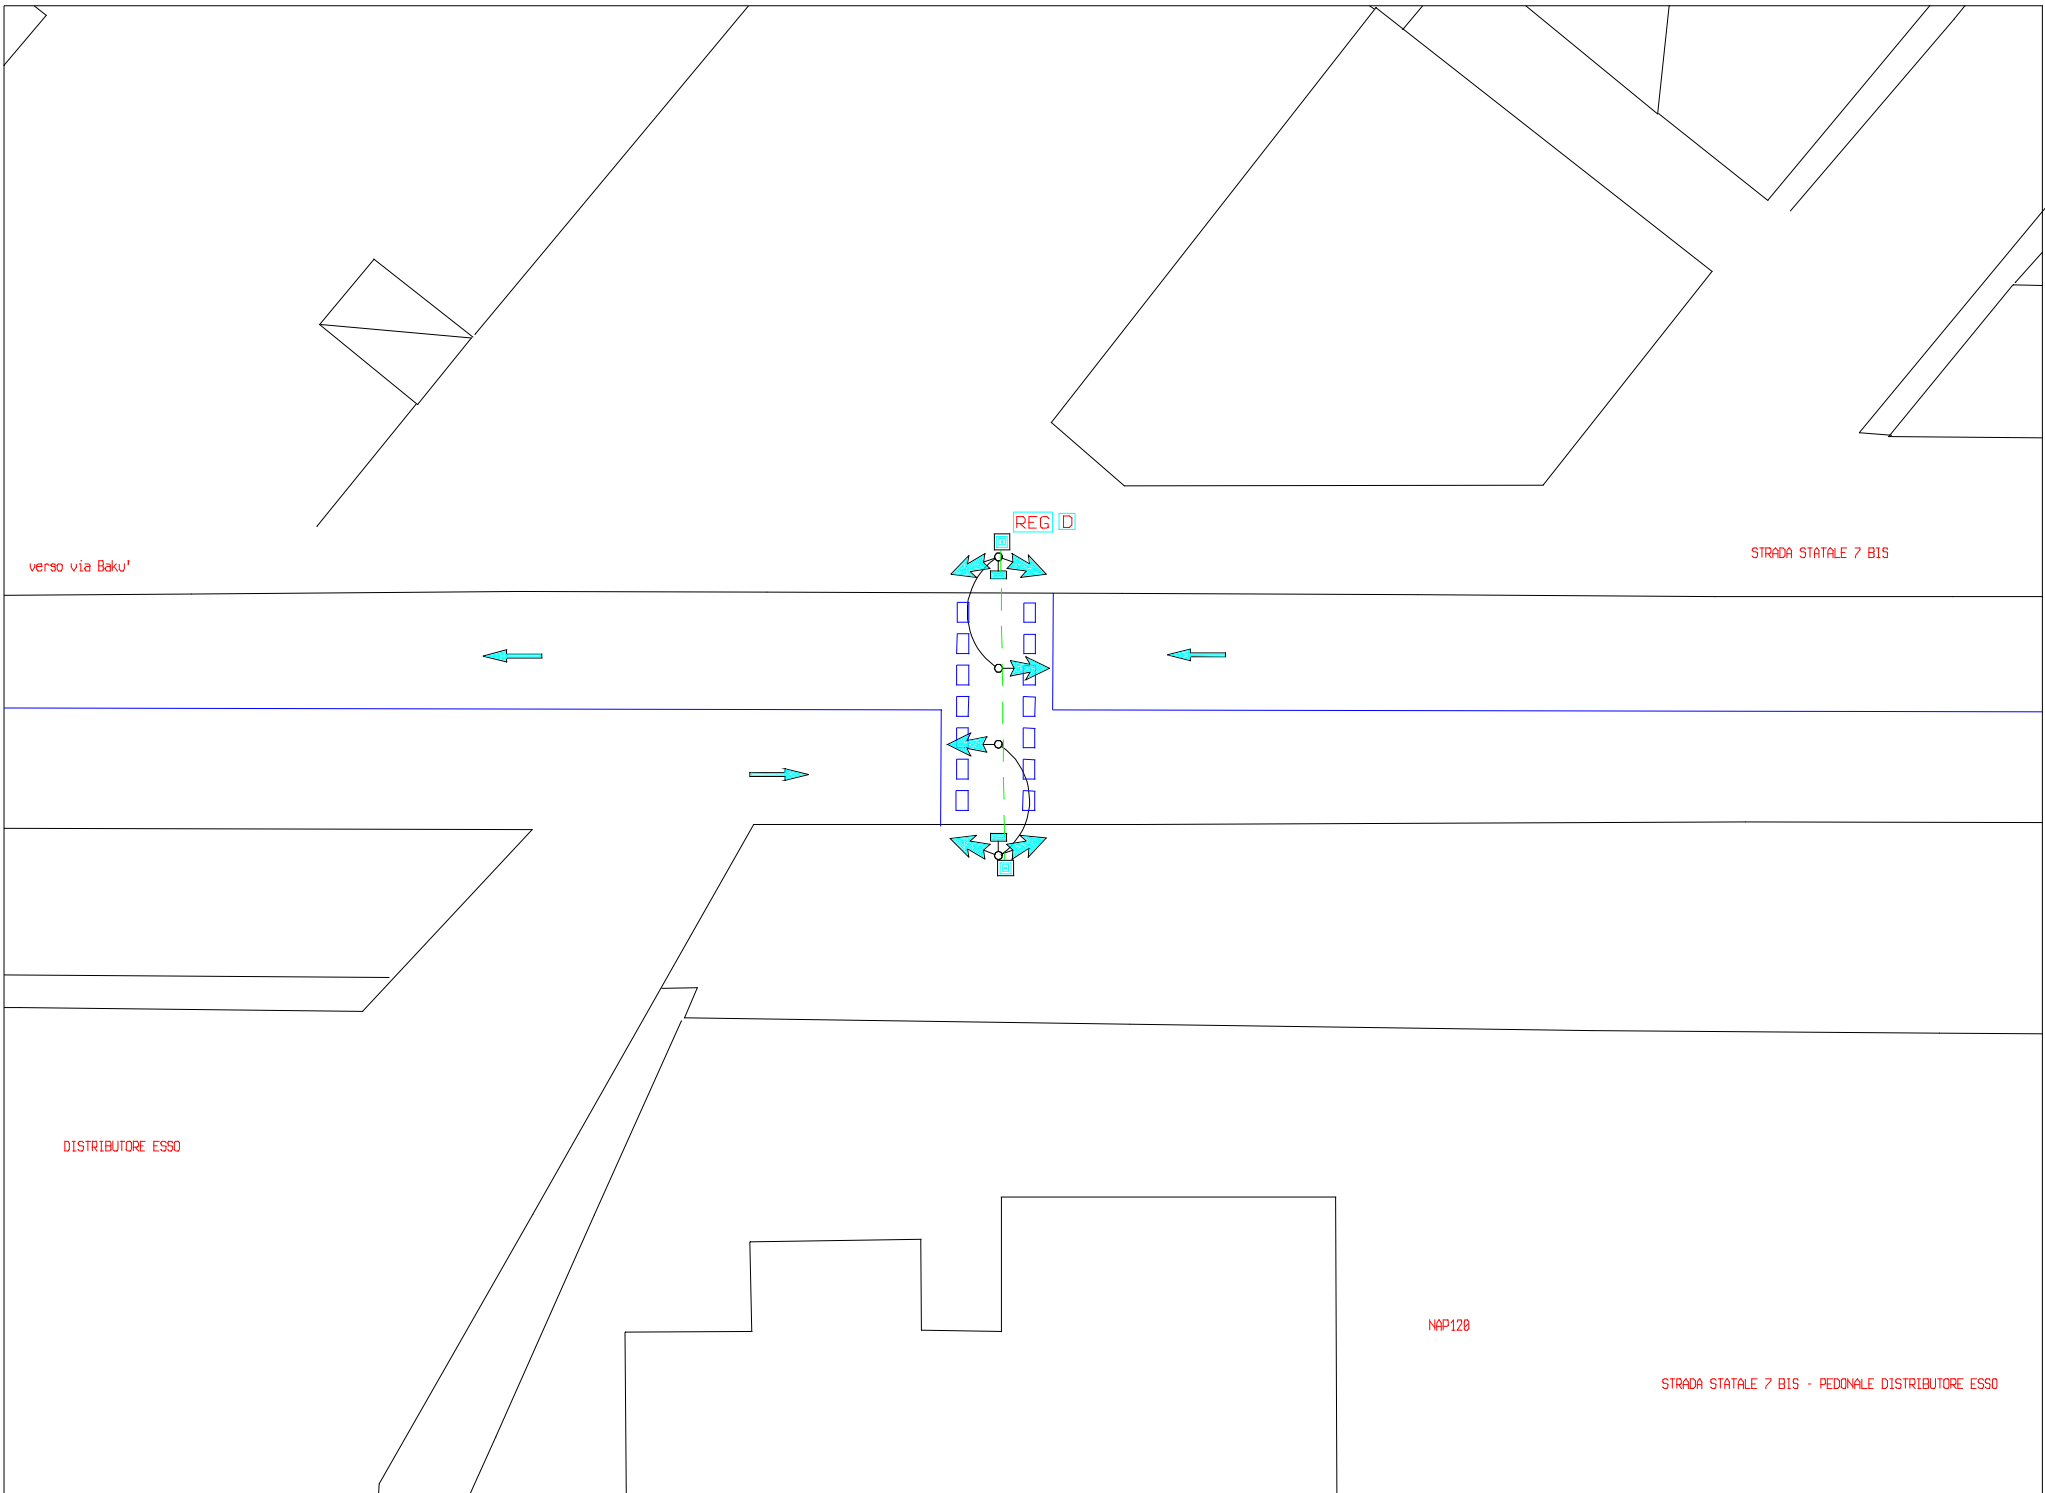 REG D
STRADA STATALE 7 BIS
verso via Baku'
DISTRIBUTORE ESSO
NAP120
STRADA STATALE 7 BIS - PEDONALE DISTRIBUTORE ESSO